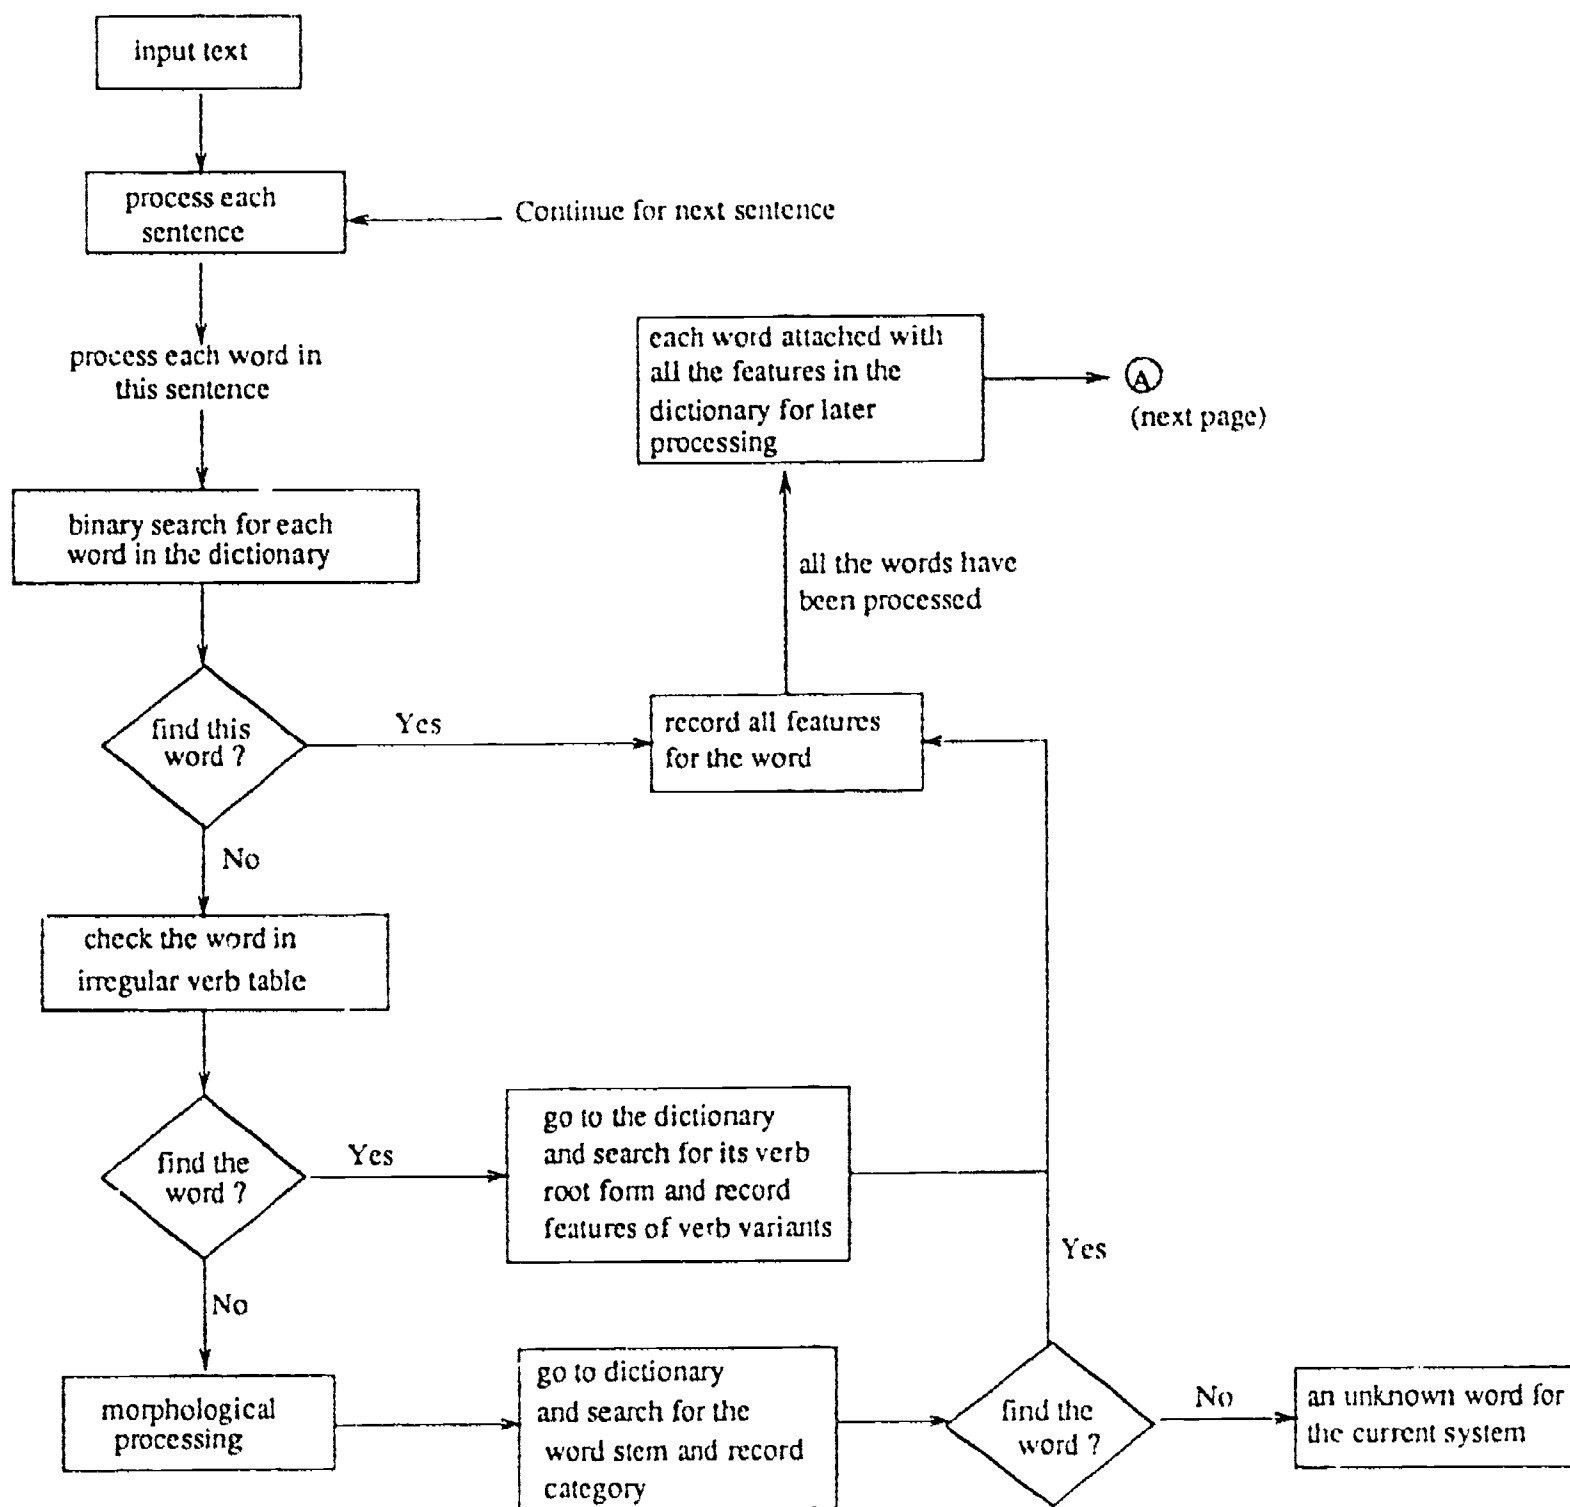 input text
process each
sentence
Continue for next sentence
process each word in
this sentence
each word attached with
all the features in the
dictionary for later
processing
A
(next page)
binary search for each
word in the dictionary
all the words have
been processed
find this
word ?
Yes
record all features
for the word
No
check the word in
irregular verb table
find the
word ?
Yes
go to the dictionary
and search for its verb
root form and record
features of verb variants
Yes
No
morphological
processing
go to dictionary
and search for the
word stem and record
category
find the
word ?
No
an unknown word for
the current system